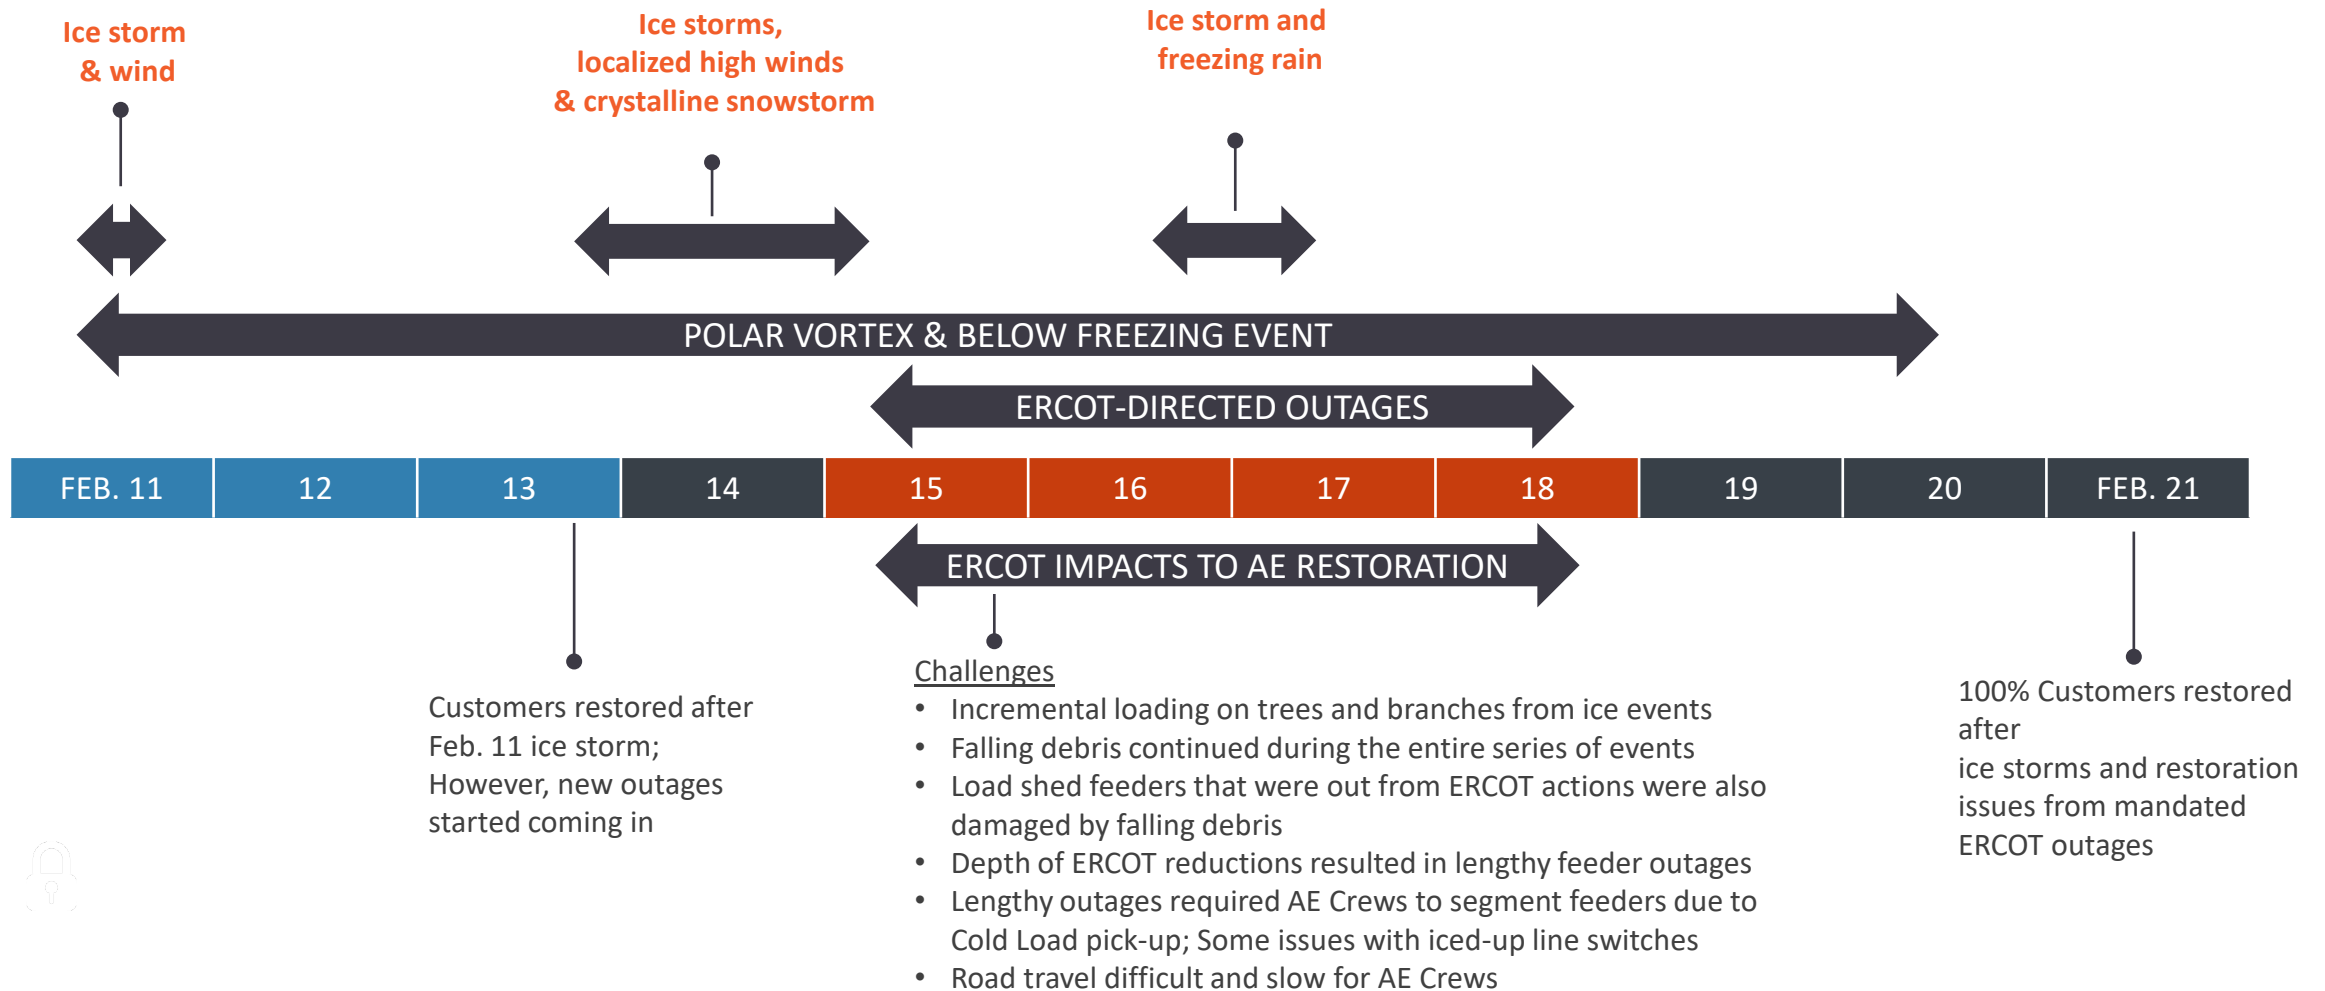 Ice storm
& wind
Ice storms,
localized high winds
& crystalline snowstorm
Ice storm and
freezing rain
POLAR VORTEX & BELOW FREEZING EVENT
ERCOT-DIRECTED OUTAGES
FEB. 11 12 13 14 15 16 17 18 19 20 FEB. 21
ERCOT IMPACTS TO AE RESTORATION
Customers restored after
Feb. 11 ice storm;
However, new outages
started coming in
Challenges
• Incremental loading on trees and branches from ice events
• Falling debris continued during the entire series of events
• Load shed feeders that were out from ERCOT actions were also
damaged by falling debris
• Depth of ERCOT reductions resulted in lengthy feeder outages
• Lengthy outages required AE Crews to segment feeders due to
Cold Load pick-up; Some issues with iced-up line switches
• Road travel difficult and slow for AE Crews
100% Customers restored
after
ice storms and restoration
issues from mandated
ERCOT outages